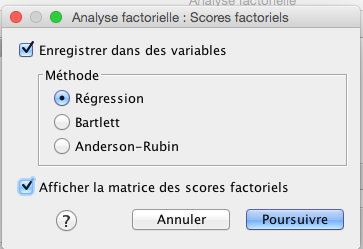 Analyse factorielle
Analyse factorielle : Scores factoriels
Enregistrer dans des variables
Méthode
Régression
Bartlett
Anderson-Rubin
Afficher la matrice des scores factoriels
?
Annuler
Poursuivre